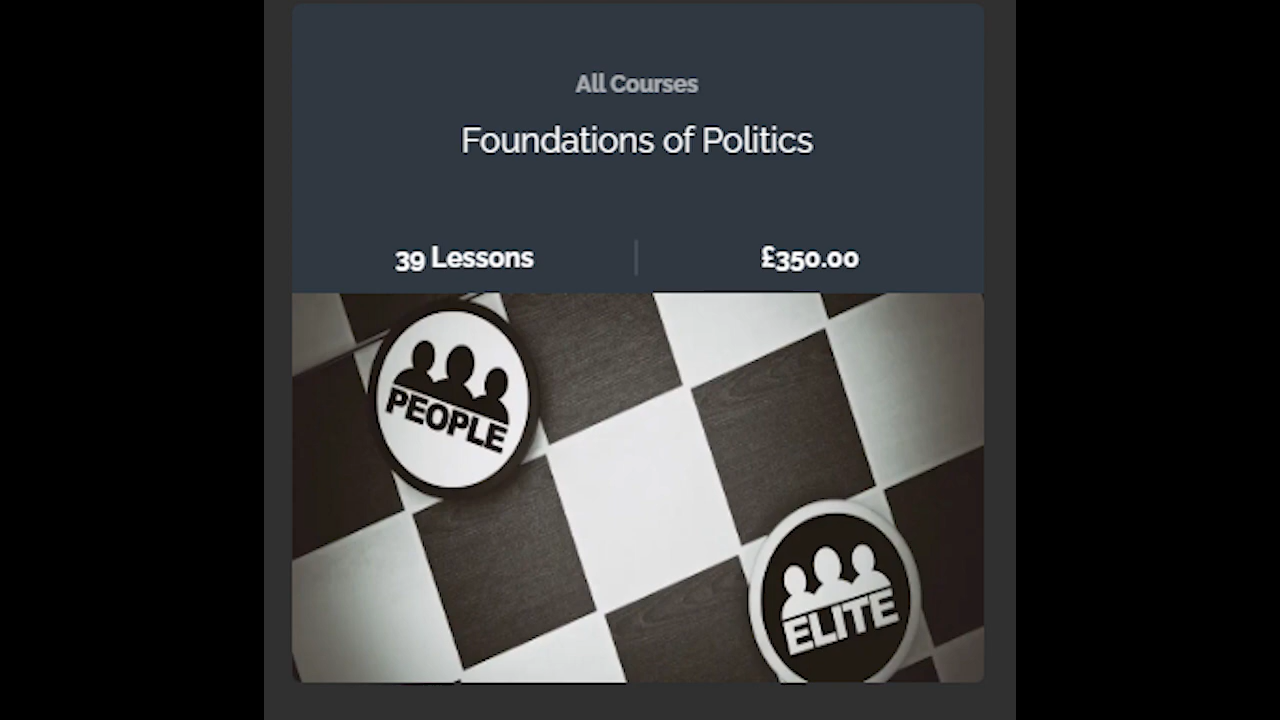 All Courses
Foundations of Politics
39 Lessons
£350.00
PEOPLE
ELITE